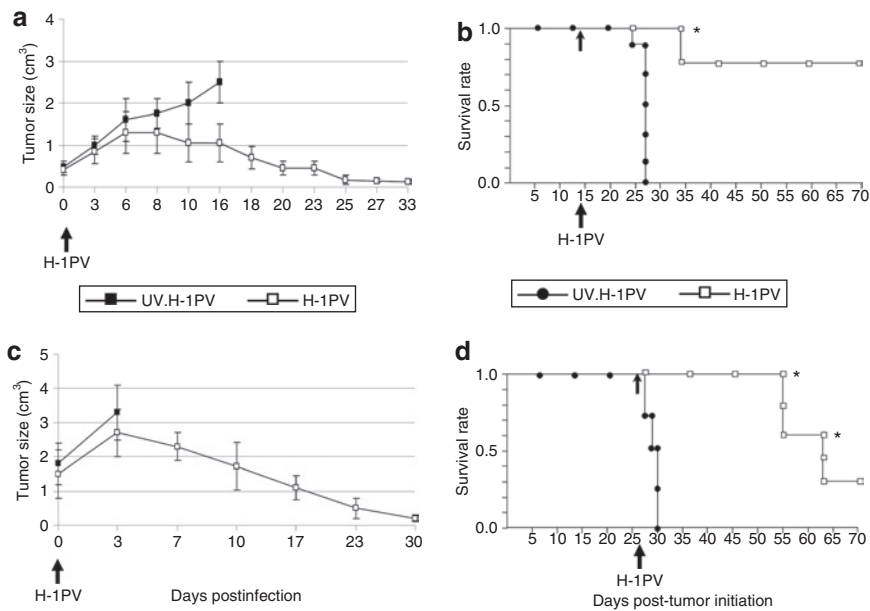 a
Tumor size (cm³)
4
3
2
1
0
0 3 6 8 10 16 18 20 23 25 27 33
H-1PV
b
Survival rate
1.0
0.5
0.0
*
5 10 15 20 25 30 35 40 45 50 55 60 65 70
H-1PV
UV.H-1PV H-1PV
UV.H-1PV H-1PV
c
Tumor size (cm³)
5
4
3
2
1
0
0 3 7 10 17 23 30
H-1PV
Days postinfection
d
Survival rate
1.0
0.5
0.0
*
*
5 10 15 20 25 30 35 40 45 50 55 60 65 70
H-1PV
Days post-tumor initiation